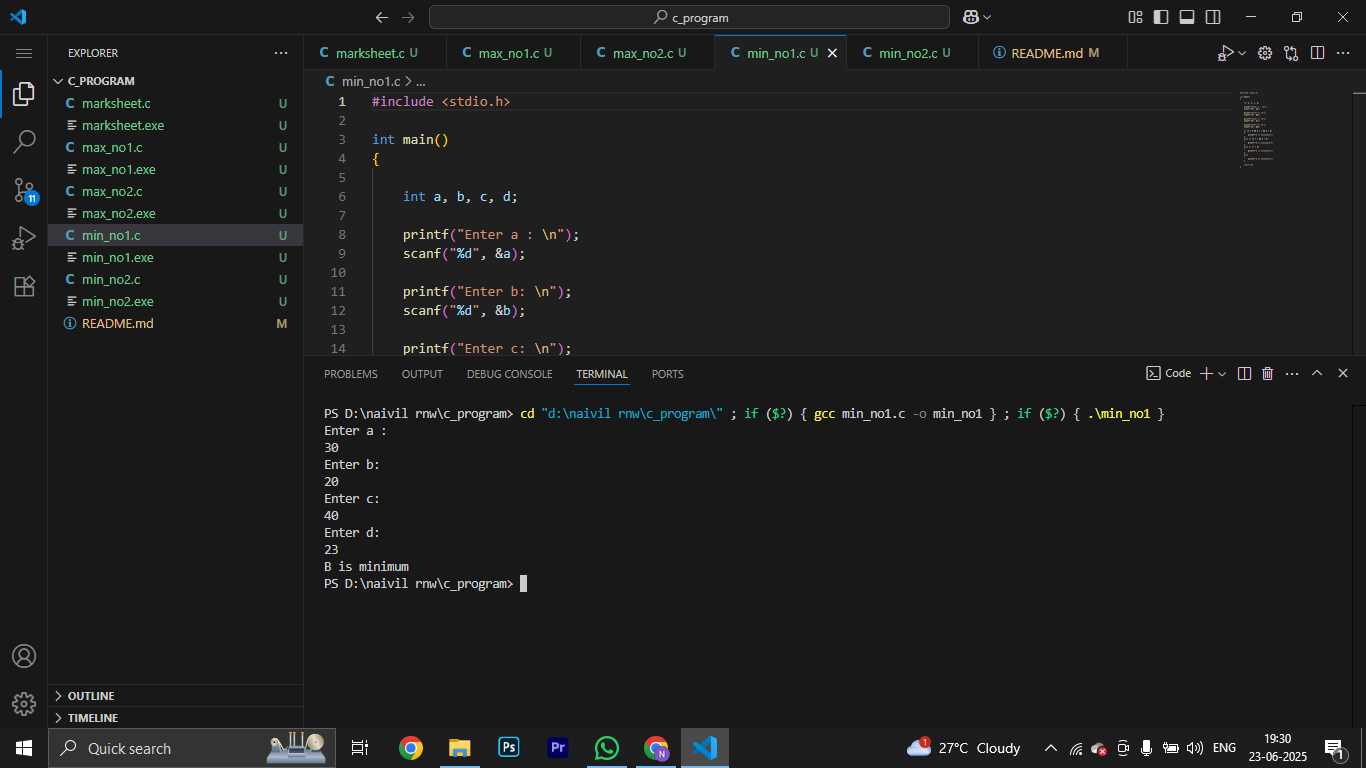 c_program
EXPLORER
C_PROGRAM
marksheet.c U
marksheet.exe U
max_no1.c U
max_no1.exe U
max_no2.c U
max_no2.exe U
min_no1.c U
min_no1.exe U
min_no2.c U
min_no2.exe U
README.md M
11
OUTLINE
TIMELINE
marksheet.c U max_no1.c U max_no2.c U min_no1.c U min_no2.c U README.md M
min_no1.c > ...
1 #include <stdio.h>
2
3 int main()
4 {
5
6 int a, b, c, d;
7
8 printf("Enter a : \n");
9 scanf("%d", &a);
10
11 printf("Enter b: \n");
12 scanf("%d", &b);
13
14 printf("Enter c: \n");
PROBLEMS OUTPUT DEBUG CONSOLE TERMINAL PORTS
Code
PS D:\naivil rnw\c_program> cd "d:\naivil rnw\c_program\" ; if ($?) { gcc min_no1.c -o min_no1 } ; if ($?) { .\min_no1 }
Enter a :
30
Enter b:
20
Enter c:
40
Enter d:
23
B is minimum
PS D:\naivil rnw\c_program>
Quick search
Ps
Pr
N
1
27°C Cloudy
ENG
19:30
23-06-2025
1